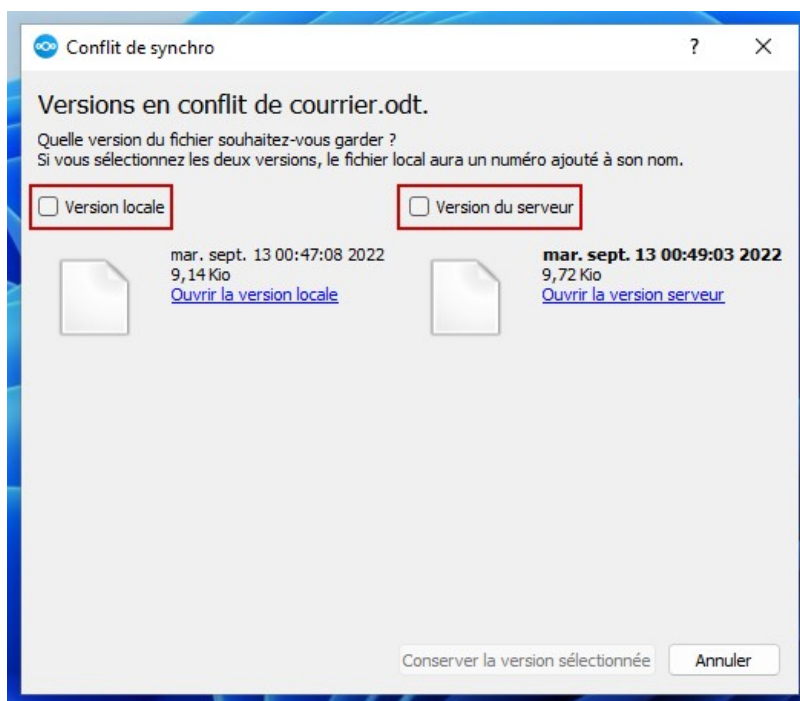 Conflit de synchro
?
Versions en conflit de courrier.odt.
Quelle version du fichier souhaitez-vous garder ?
Si vous sélectionnez les deux versions, le fichier local aura un numéro ajouté à son nom.
Version locale
mar. sept. 13 00:47:08 2022
9,14 Kio
Ouvrir la version locale
Version du serveur
mar. sept. 13 00:49:03 2022
9,72 Kio
Ouvrir la version serveur
Conserver la version sélectionnée
Annuler